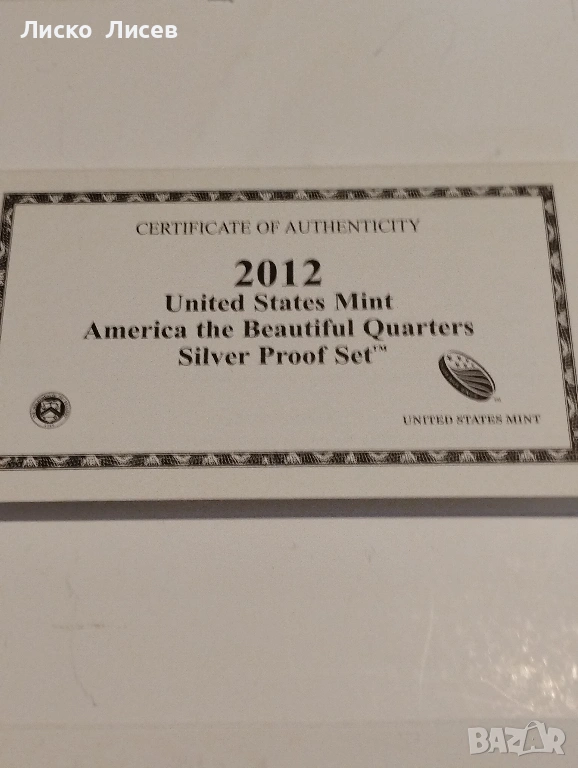 Лиско Лисев
CERTIFICATE OF AUTHENTICITY
2012
United States Mint
America the Beautiful Quarters
Silver Proof Set™
UNITED STATES MINT
BAZAR